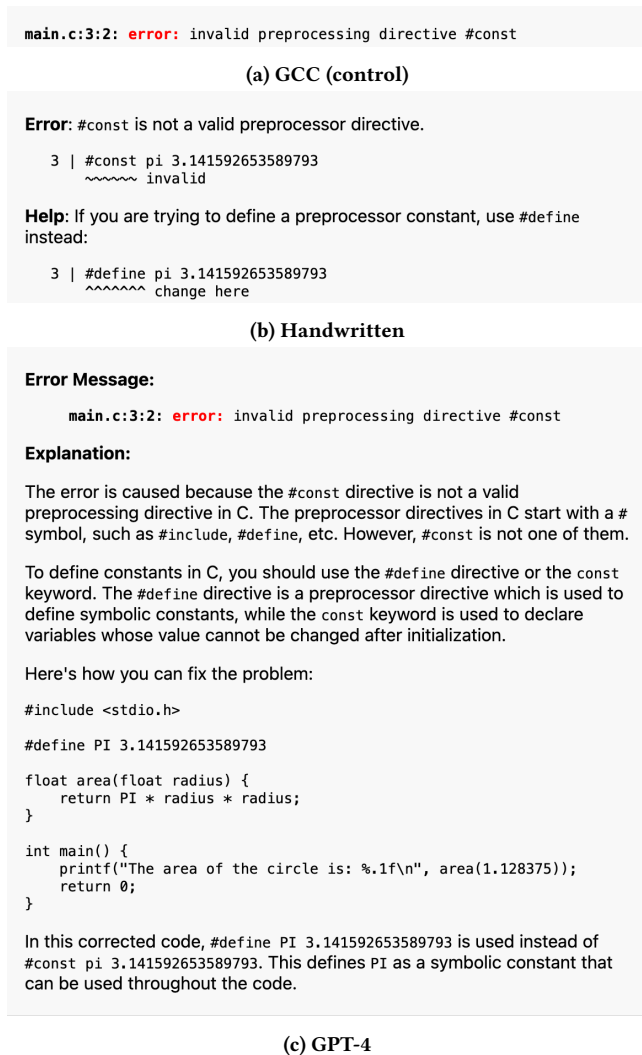 main.c:3:2: error: invalid preprocessing directive #const
(a) GCC (control)
Error: #const is not a valid preprocessor directive.
3 | #const pi 3.141592653589793
~~~~~~ invalid
Help: If you are trying to define a preprocessor constant, use #define
instead:
3 | #define pi 3.141592653589793
^^^^^^^ change here
(b) Handwritten
Error Message:
main.c:3:2: error: invalid preprocessing directive #const
Explanation:
The error is caused because the #const directive is not a valid
preprocessing directive in C. The preprocessor directives in C start with a #
symbol, such as #include, #define, etc. However, #const is not one of them.
To define constants in C, you should use the #define directive or the const
keyword. The #define directive is a preprocessor directive which is used to
define symbolic constants, while the const keyword is used to declare
variables whose value cannot be changed after initialization.
Here's how you can fix the problem:
#include <stdio.h>
#define PI 3.141592653589793
float area(float radius) {
    return PI * radius * radius;
}
int main() {
    printf("The area of the circle is: %.1f\n", area(1.128375));
    return 0;
}
In this corrected code, #define PI 3.141592653589793 is used instead of
#const pi 3.141592653589793. This defines PI as a symbolic constant that
can be used throughout the code.
(c) GPT-4